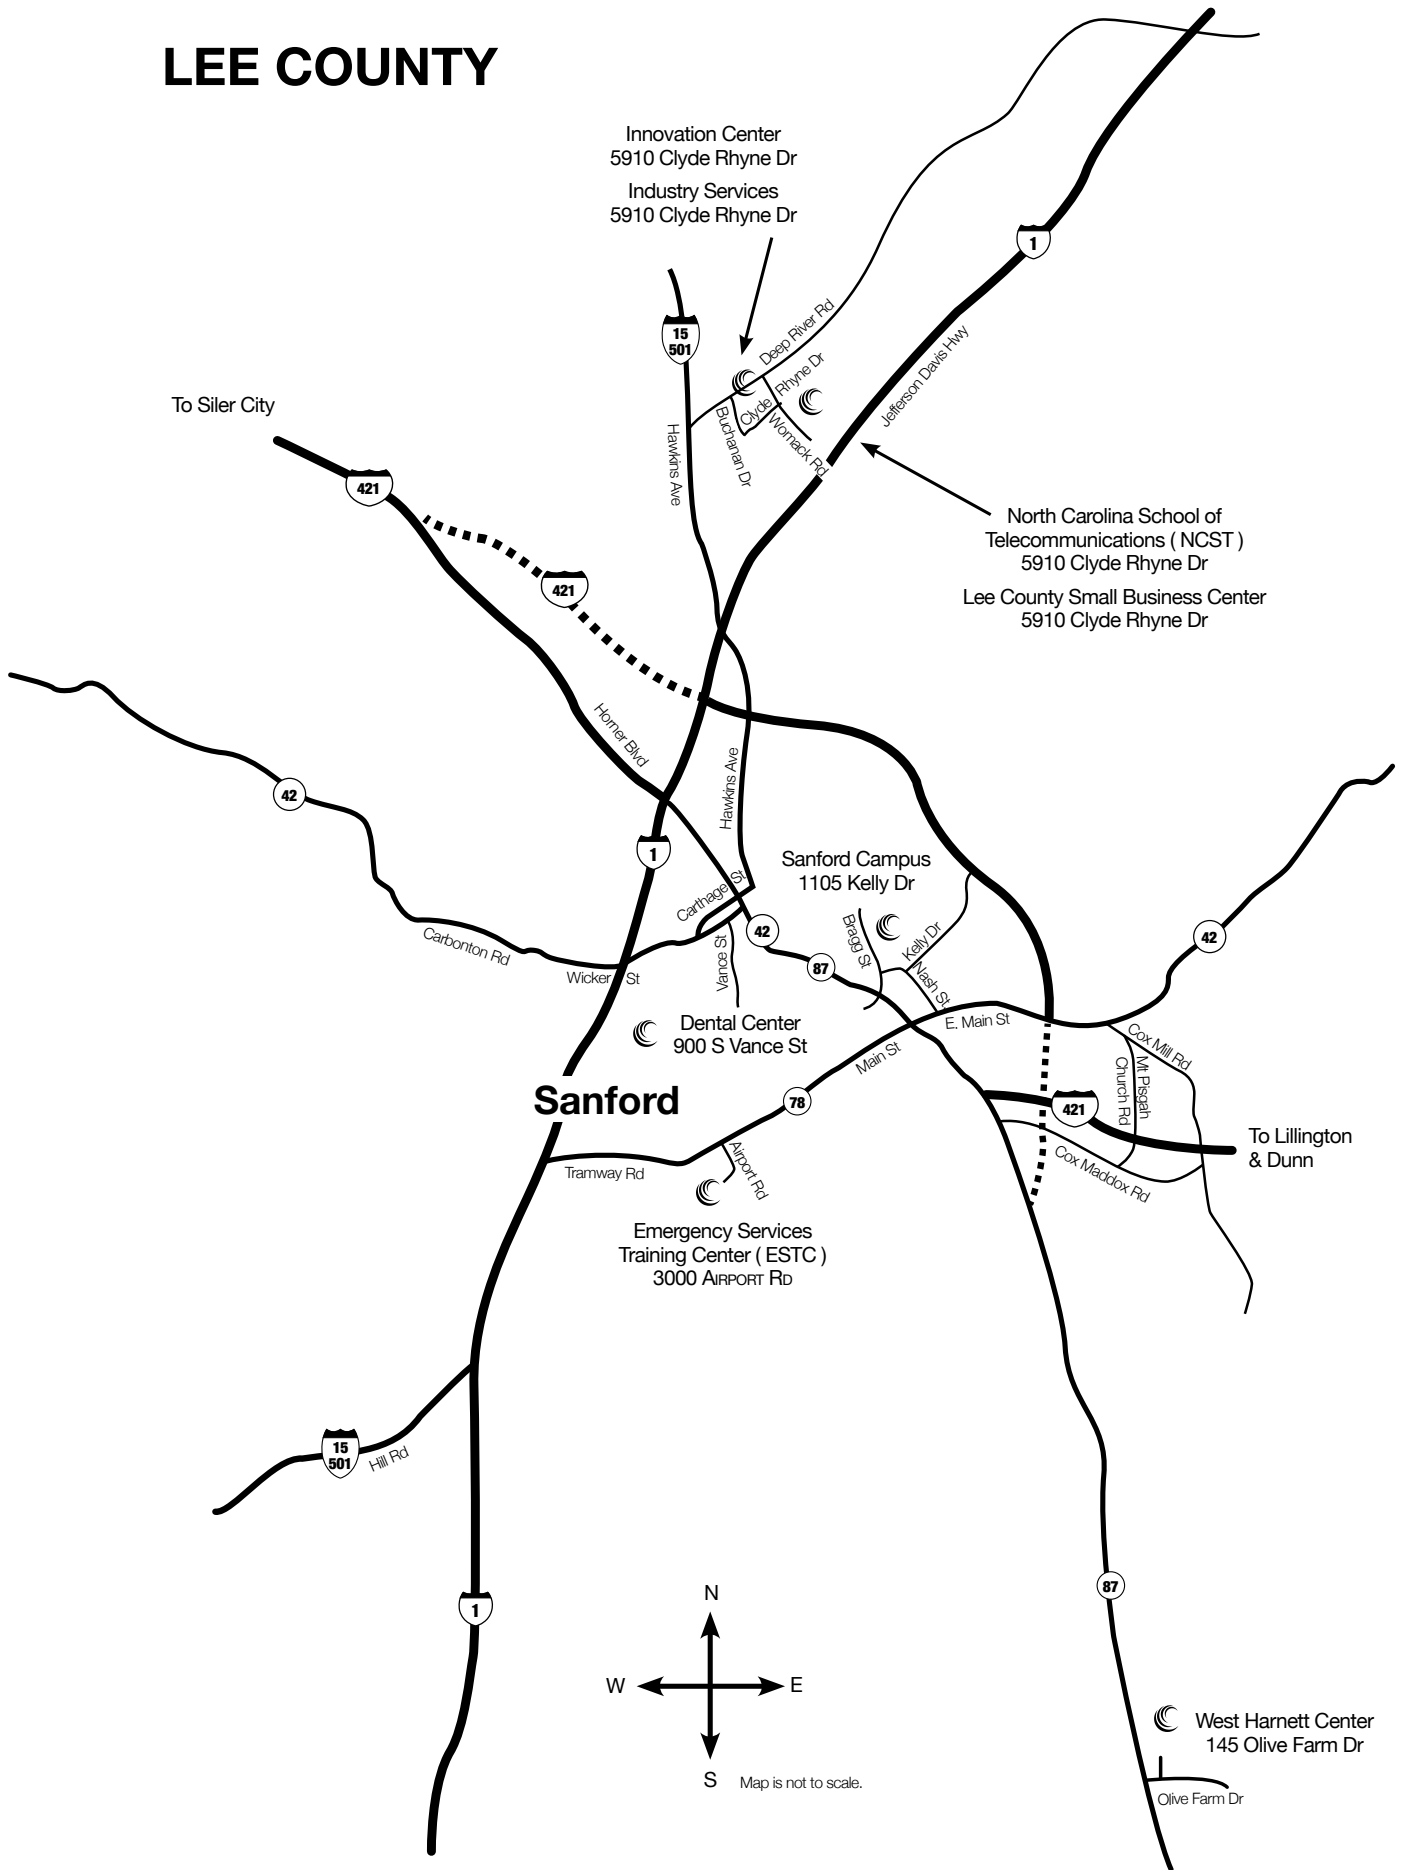 LEE COUNTY
Innovation Center
5910 Clyde Rhyne Dr
Industry Services
5910 Clyde Rhyne Dr
1
15
501
Deep River Rd
Clyde Rhyne Dr
Jefferson Davis Hwy
To Siler City
Hawkins Ave
Buchanan Dr
Womack Rd
421
North Carolina School of
Telecommunications ( NCST )
5910 Clyde Rhyne Dr
Lee County Small Business Center
5910 Clyde Rhyne Dr
421
Horner Blvd
Hawkins Ave
42
1
Sanford Campus
1105 Kelly Dr
Carthage St
Carbonton Rd
Wicker St
Vance St
42
87
Bragg St
Kelly Dr
Nash St
42
Dental Center
900 S Vance St
E. Main St
Main St
Cox Mill Rd
Mt Pisgah
Church Rd
Sanford
78
421
To Lillington
& Dunn
Tramway Rd
Airport Rd
Cox Maddox Rd
Emergency Services
Training Center ( ESTC )
3000 AIRPORT RD
15
501
Hill Rd
1
87
N
W
E
S
Map is not to scale.
West Harnett Center
145 Olive Farm Dr
Olive Farm Dr